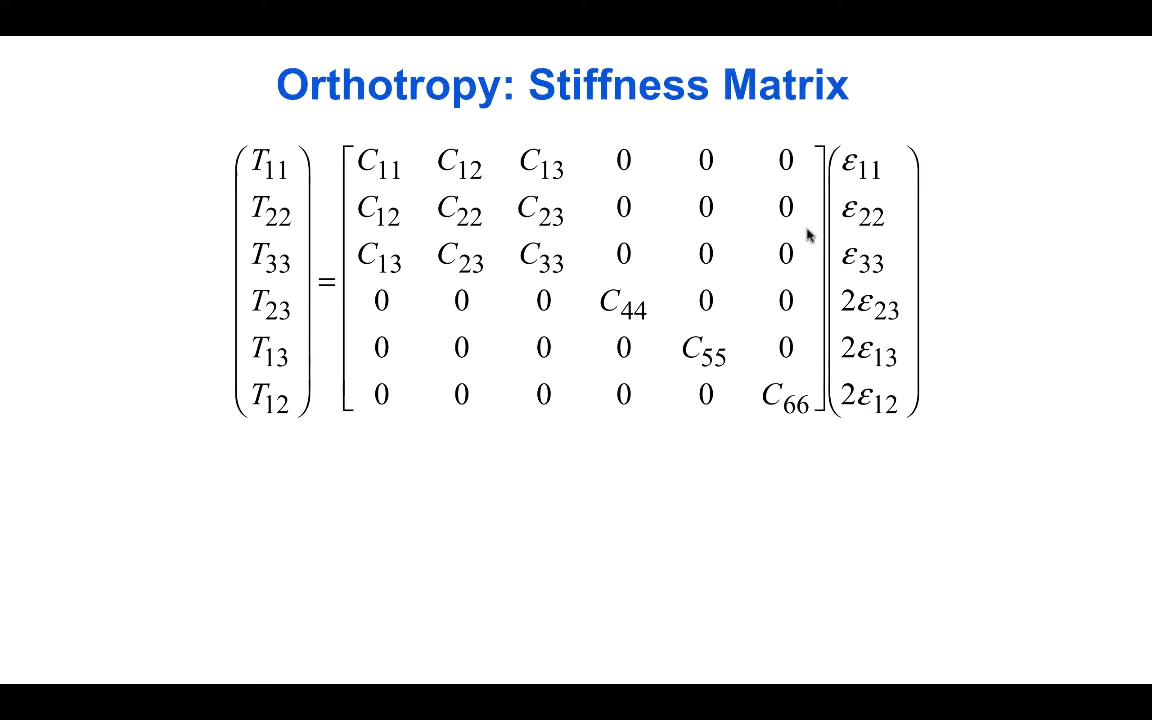 Orthotropy: Stiffness Matrix
T11 C11 C12 C13 0 0 0 ε11
T22 C12 C22 C23 0 0 0 ε22
T33 C13 C23 C33 0 0 0 ε33
T23 = 0 0 0 C44 0 0 2ε23
T13 0 0 0 0 C55 0 2ε13
T12 0 0 0 0 0 C66 2ε12